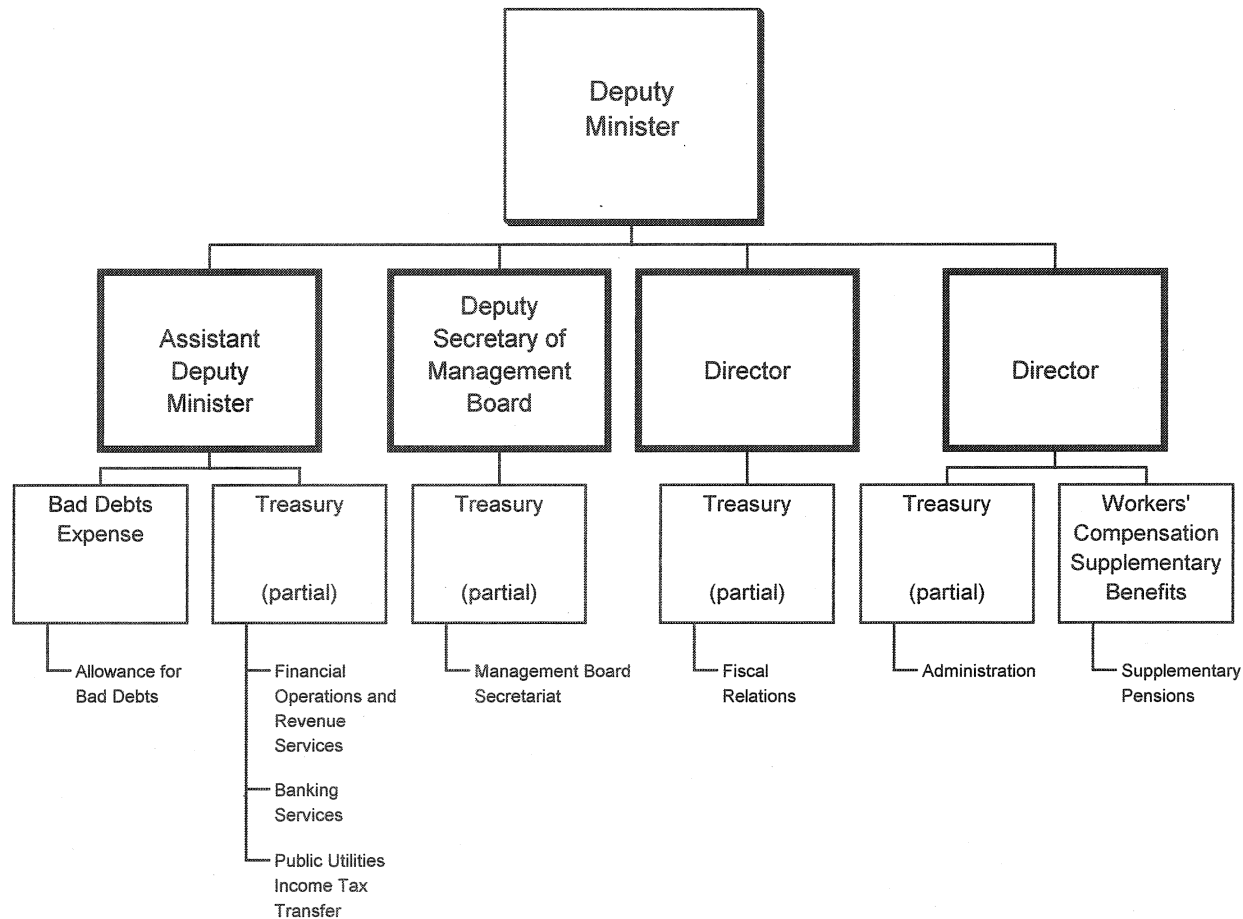 Deputy
Minister
Assistant
Deputy
Minister
Deputy
Secretary of
Management
Board
Director
Director
Bad Debts
Expense
Treasury
(partial)
Treasury
(partial)
Treasury
(partial)
Treasury
(partial)
Workers'
Compensation
Supplementary
Benefits
Allowance for
Bad Debts
Financial
Operations and
Revenue
Services
Banking
Services
Public Utilities
Income Tax
Transfer
Management Board
Secretariat
Fiscal
Relations
Administration
Supplementary
Pensions